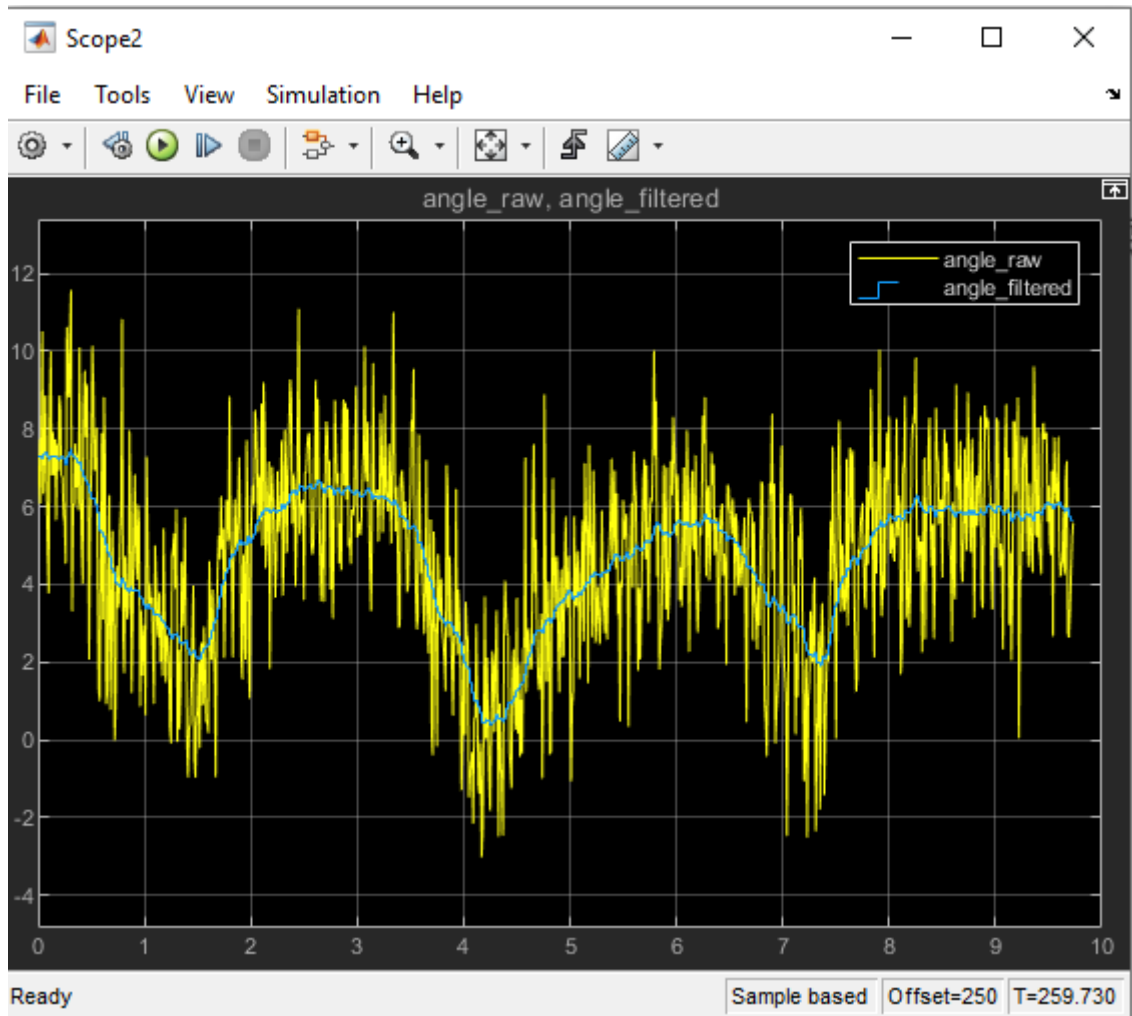 Scope2
File Tools View Simulation Help
angle_raw, angle_filtered
angle_raw
angle_filtered
12
10
8
6
4
2
0
-2
-4
0 1 2 3 4 5 6 7 8 9 10
Ready Sample based Offset=250 T=259.730